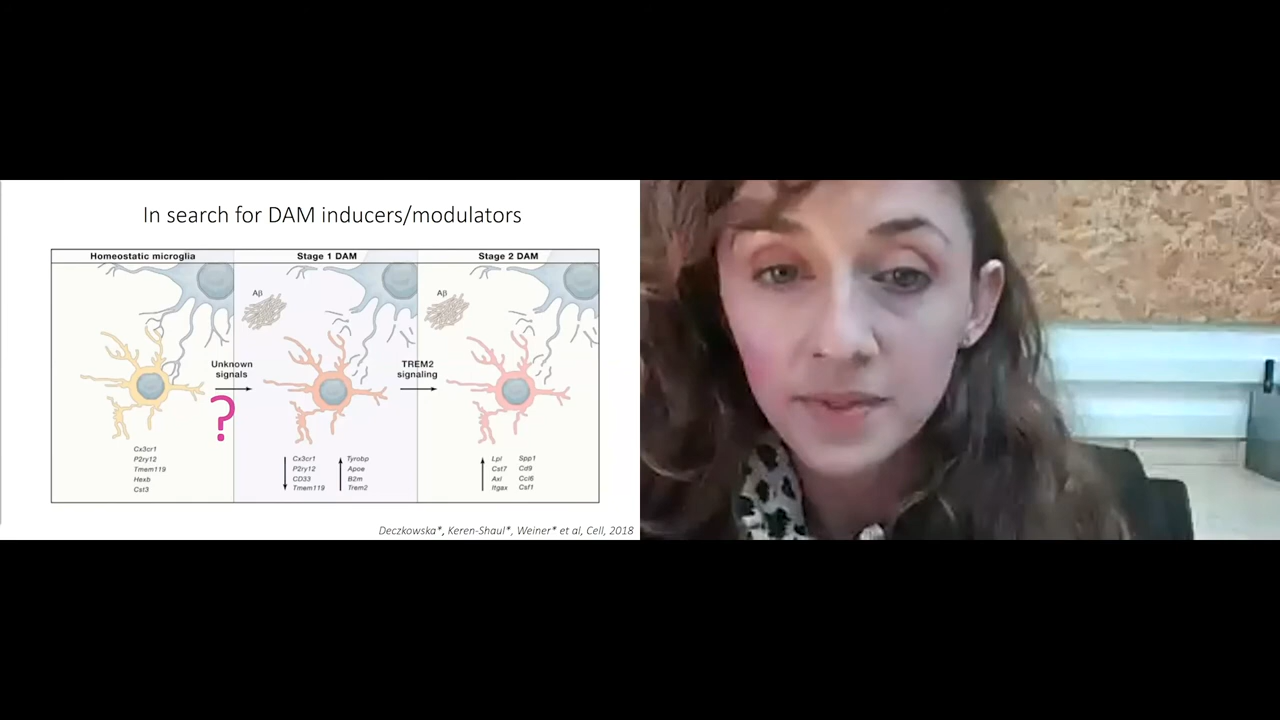 In search for DAM inducers/modulators
Homeostatic microglia
Stage 1 DAM
Stage 2 DAM
Aβ
Aβ
Unknown
signals
?
TREM2
signaling
Cx3cr1
P2ry12
Tmem119
Hexb
Cst3
Cx3cr1
P2ry12
CD33
Tmem119
Tyrobp
Apoe
B2m
Trem2
Lpl
Cst7
Axl
Itgax
Spp1
Cd9
Ccl6
Csf1
Deczkowska*, Keren-Shaul*, Weiner* et al, Cell, 2018